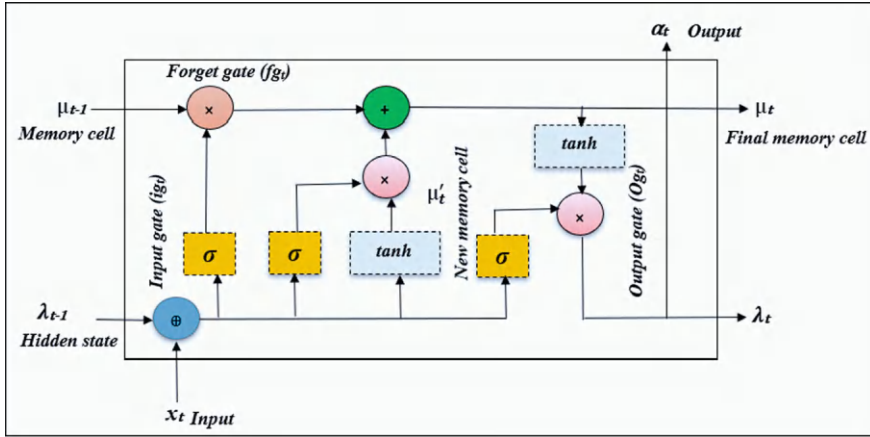 αt Output
Forget gate (fgt)
μt-1
×
+
μt
Memory cell
tanh
Final memory cell
Input gate (igt)
×
μ′t
New memory cell
×
Output gate (Ogt)
σ
σ
tanh
σ
λt-1
⊕
λt
Hidden state
xt Input